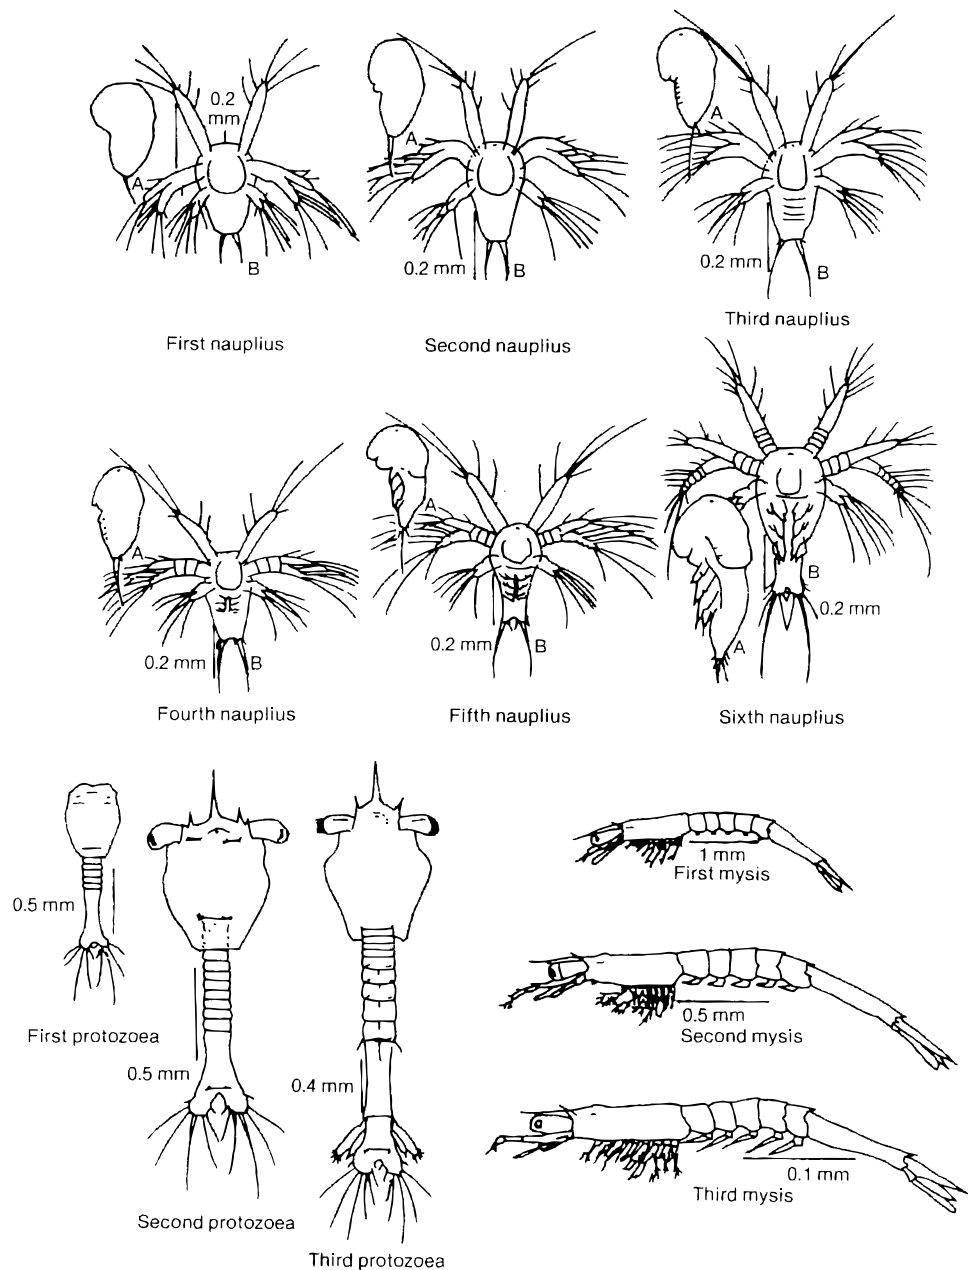 0.2
mm
A
B
First nauplius
A
0.2 mm
B
Second nauplius
A
0.2 mm
B
Third nauplius
A
0.2 mm
B
Fourth nauplius
A
0.2 mm
B
Fifth nauplius
B
0.2 mm
A
Sixth nauplius
0.5 mm
First protozoea
0.5 mm
Second protozoea
0.4 mm
Third protozoea
1 mm
First mysis
0.5 mm
Second mysis
0.1 mm
Third mysis